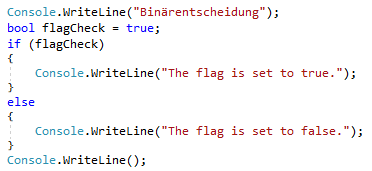 Console.WriteLine("Binärentscheidung");
bool flagCheck = true;
if (flagCheck)
{
    Console.WriteLine("The flag is set to true.");
}
else
{
    Console.WriteLine("The flag is set to false.");
}
Console.WriteLine();